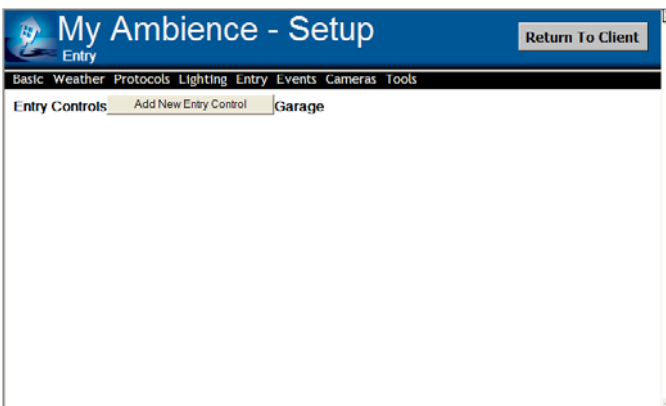 My Ambience - Setup
Entry
Return To Client
Basic Weather Protocols Lighting Entry Events Cameras Tools
Entry Controls Add New Entry Control Garage